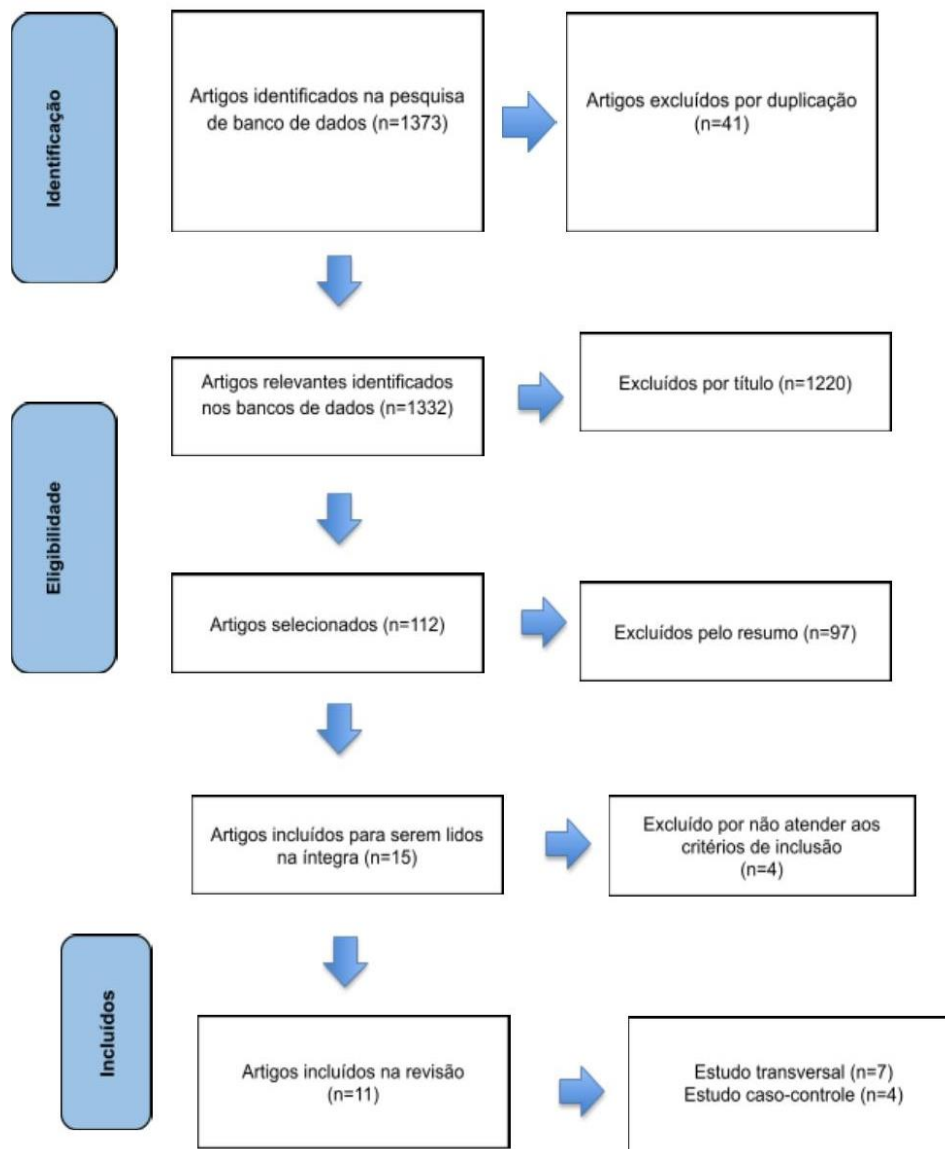 Identificação
Artigos identificados na pesquisa
de banco de dados (n=1373)
Artigos excluídos por duplicação
(n=41)
Eligibilidade
Artigos relevantes identificados
nos bancos de dados (n=1332)
Excluídos por título (n=1220)
Artigos selecionados (n=112)
Excluídos pelo resumo (n=97)
Artigos incluídos para serem lidos
na íntegra (n=15)
Excluído por não atender aos
critérios de inclusão
(n=4)
Incluídos
Artigos incluídos na revisão
(n=11)
Estudo transversal (n=7)
Estudo caso-controle (n=4)